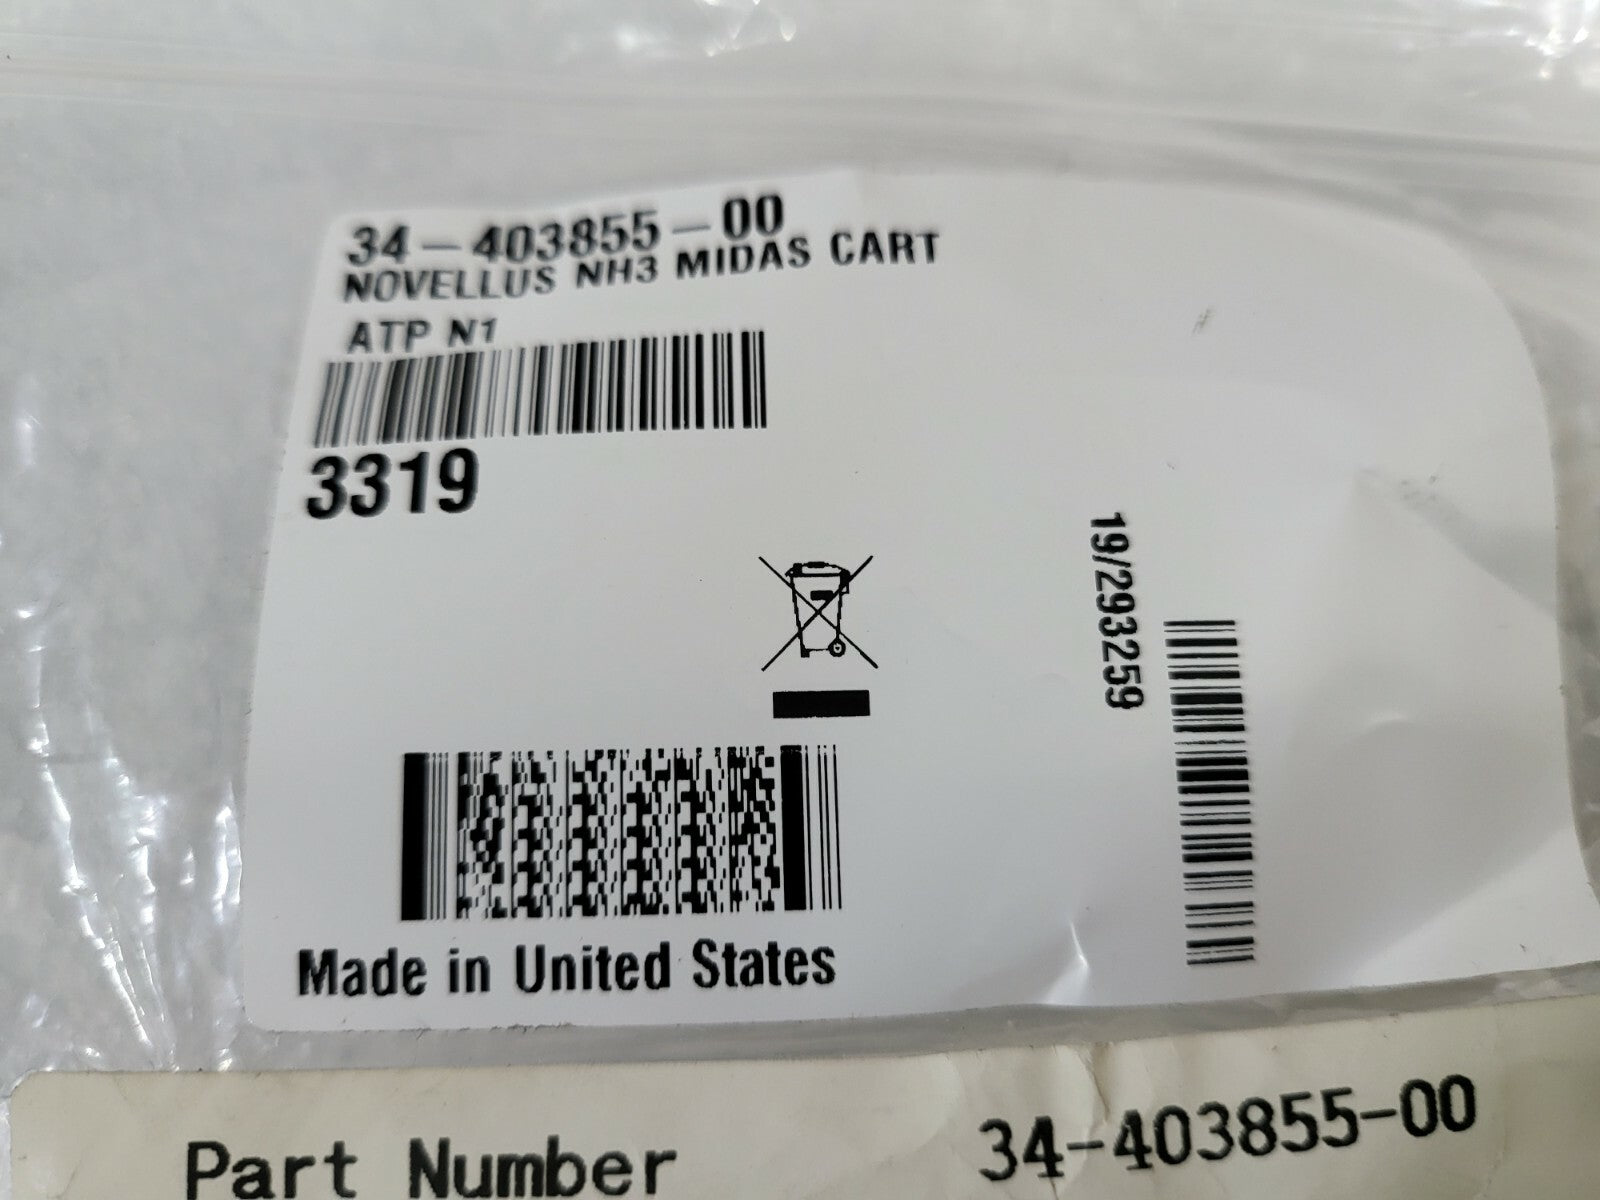 34-403855-00
NOVELLUS NH3 MIDAS CART
ATP N1
3319
19/293259
Made in United States
Part Number 34-403855-00